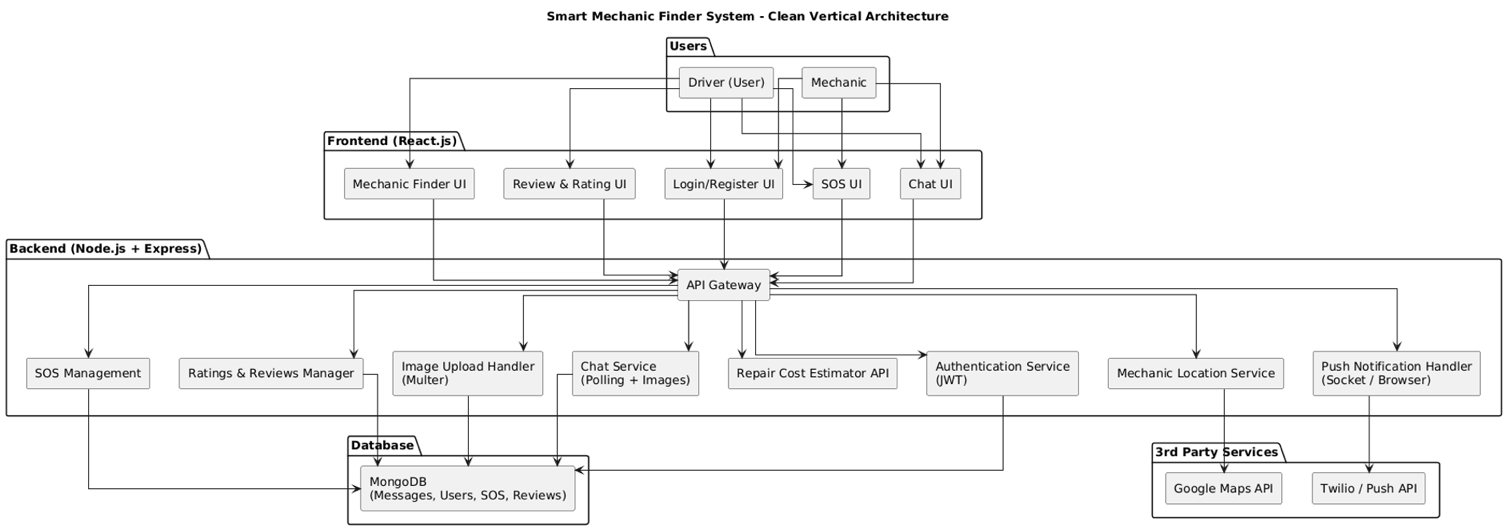 Smart Mechanic Finder System - Clean Vertical Architecture
Users
Driver (User)
Mechanic
Frontend (React.js)
Mechanic Finder UI
Review & Rating UI
Login/Register UI
SOS UI
Chat UI
Backend (Node.js + Express)
API Gateway
SOS Management
Ratings & Reviews Manager
Image Upload Handler
(Multer)
Chat Service
(Polling + Images)
Repair Cost Estimator API
Authentication Service
(JWT)
Mechanic Location Service
Push Notification Handler
(Socket / Browser)
Database
MongoDB
(Messages, Users, SOS, Reviews)
3rd Party Services
Google Maps API
Twilio / Push API